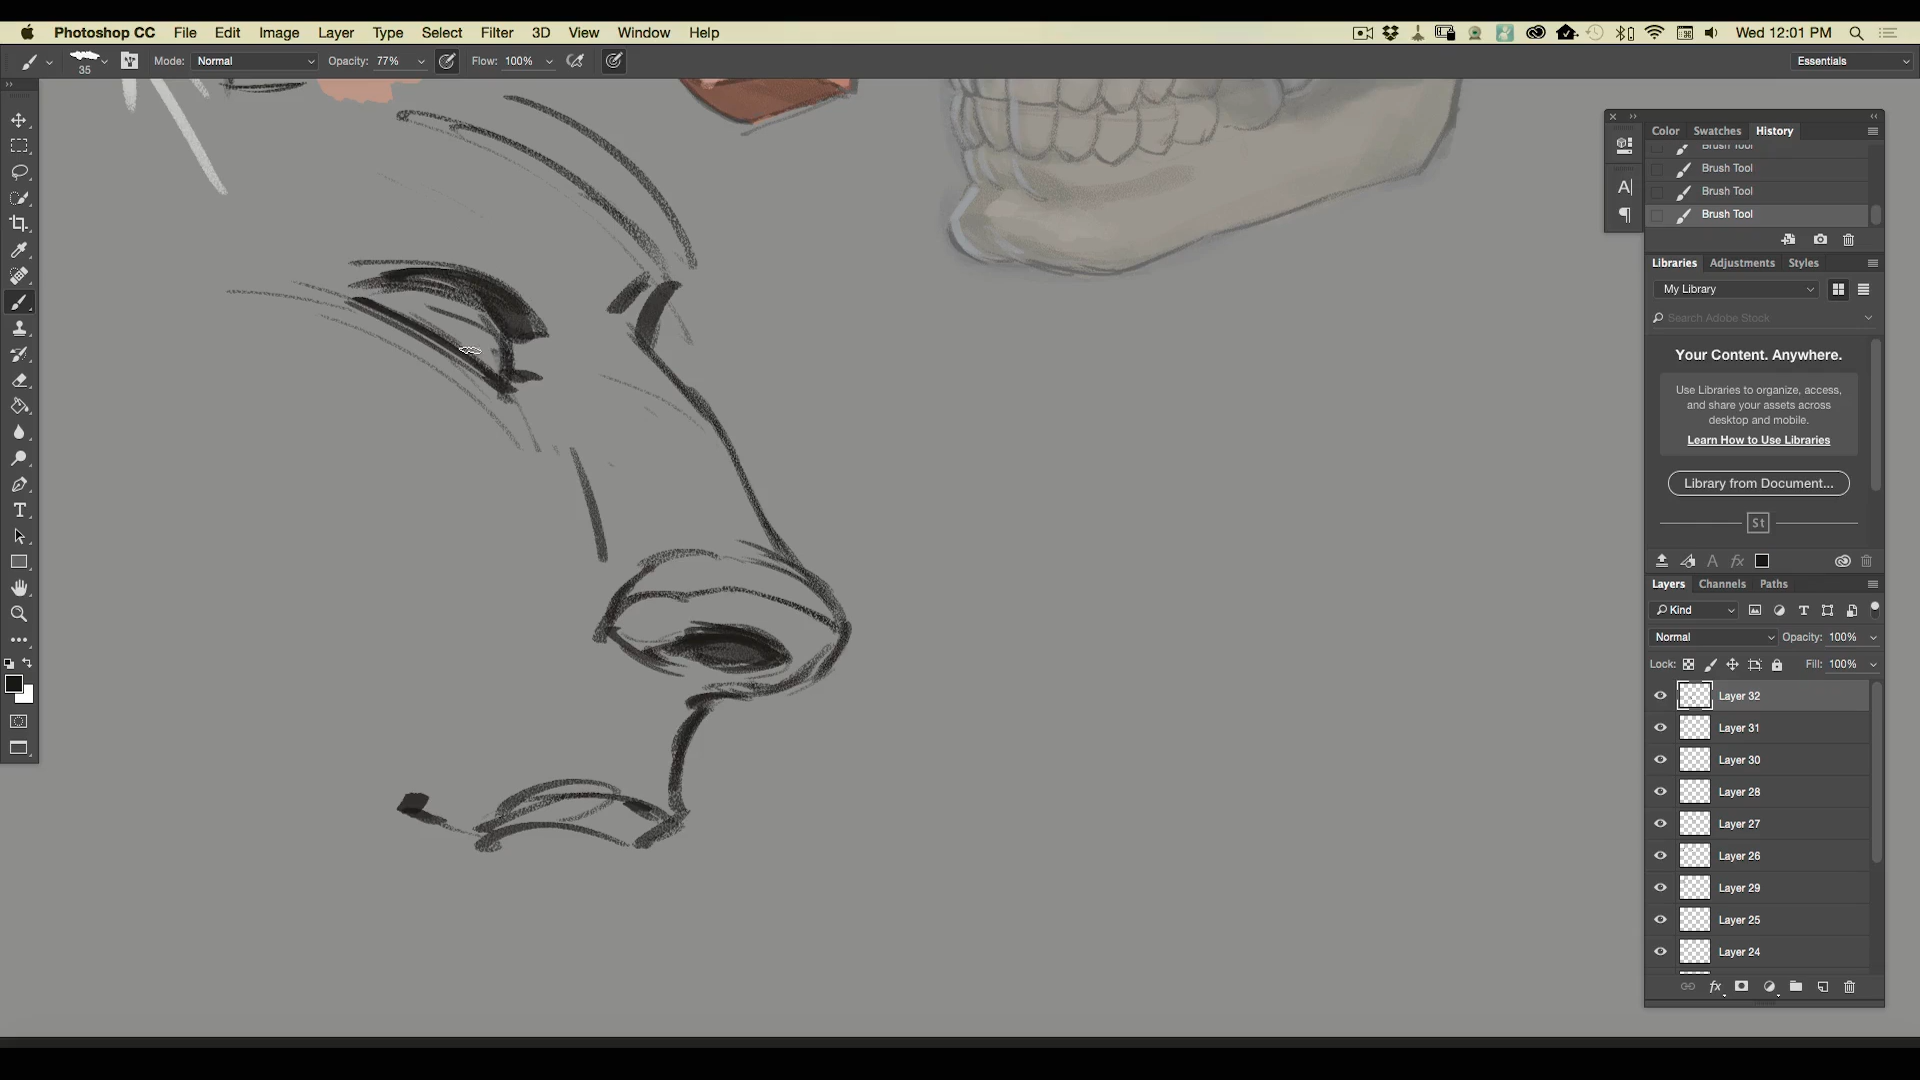 Photoshop CC File Edit Image Layer Type Select Filter 3D View Window Help Wed 12:01 PM
35 Mode: Normal Opacity: 77% Flow: 100% Essentials
Color Swatches History
Brush Tool
Brush Tool
Brush Tool
Brush Tool
Libraries Adjustments Styles
My Library
Search Adobe Stock
Your Content. Anywhere.
Use Libraries to organize, access,
and share your assets across
desktop and mobile.
Learn How to Use Libraries
Library from Document...
St
Layers Channels Paths
Kind
Normal Opacity: 100%
Lock: Fill: 100%
Layer 32
Layer 31
Layer 30
Layer 28
Layer 27
Layer 26
Layer 29
Layer 25
Layer 24